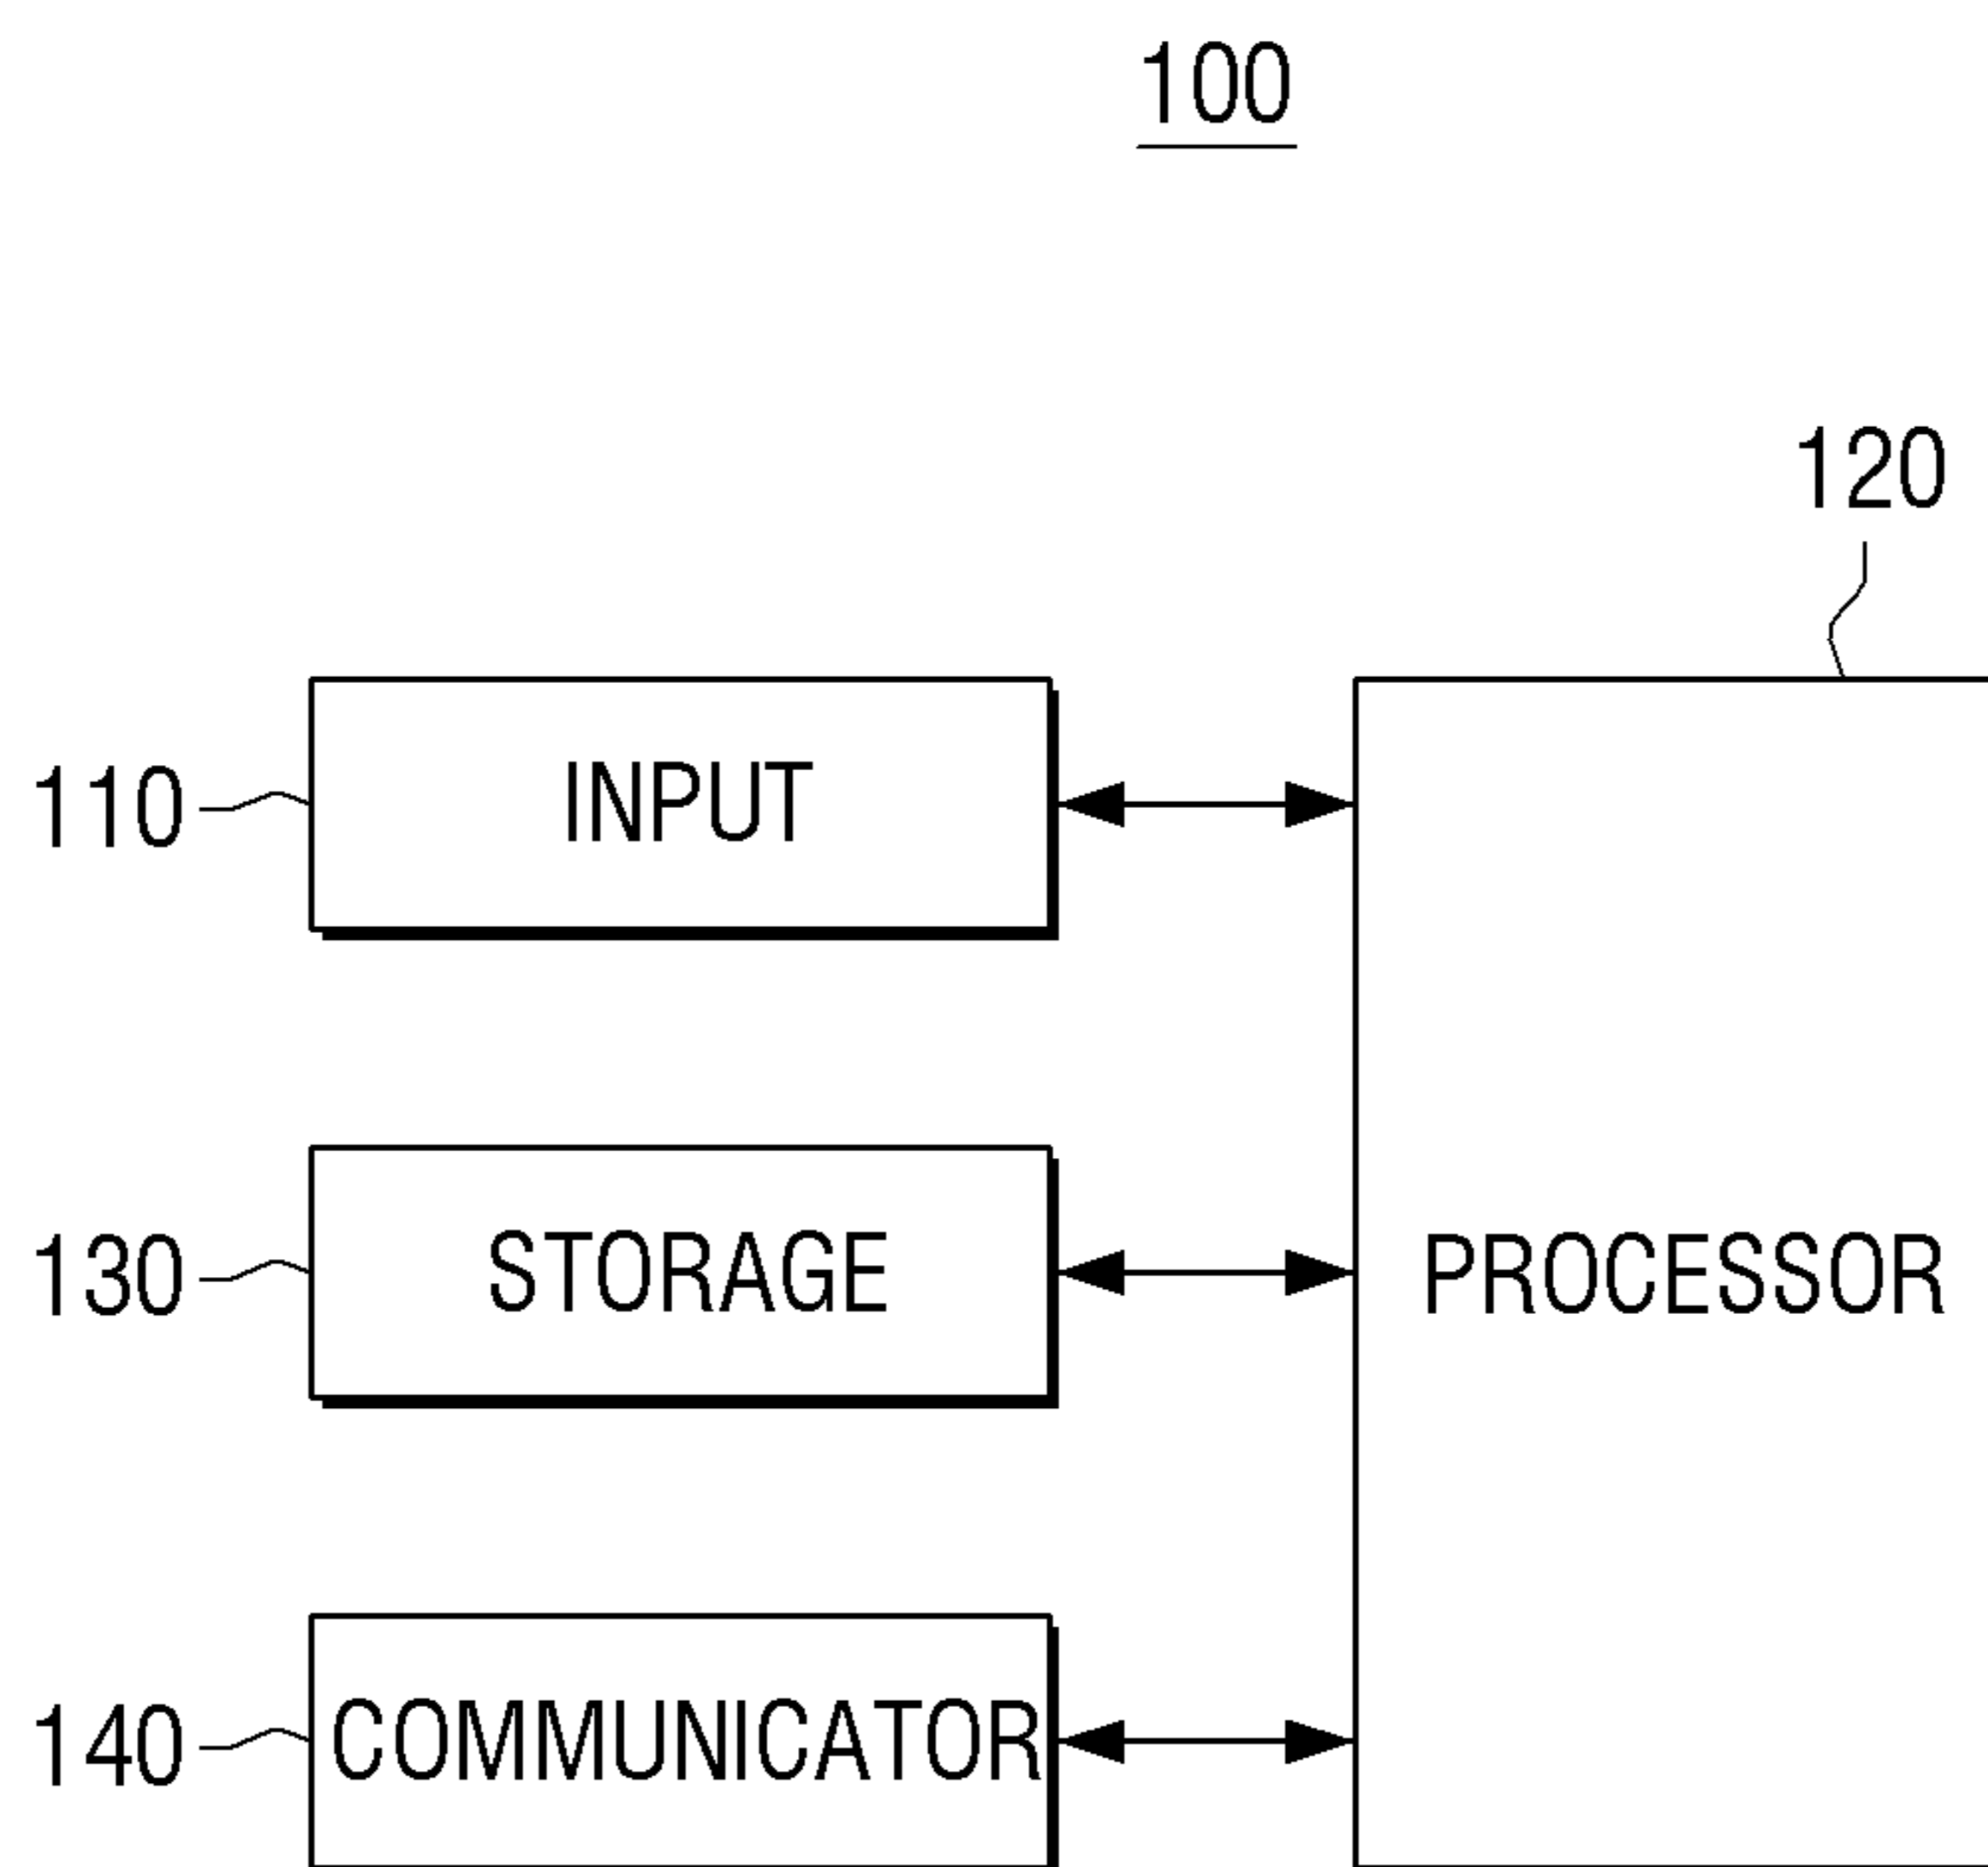 100
120
110
INPUT
130
STORAGE
PROCESSOR
140
COMMUNICATOR